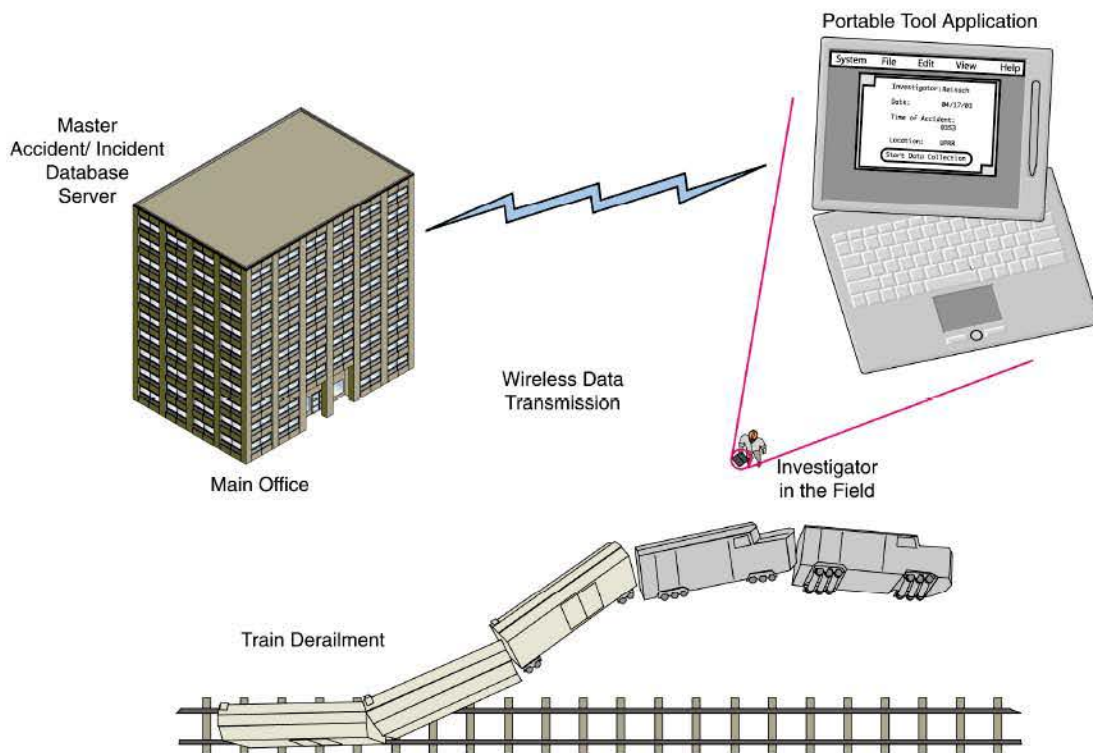 Portable Tool Application
System File Edit View Help
Investigator:Reinach
Date: 04/17/03
Time of Accident:
0353
Location: UPRR
Start Data Collection
Master
Accident/ Incident
Database
Server
Wireless Data
Transmission
Main Office
Investigator
in the Field
Train Derailment